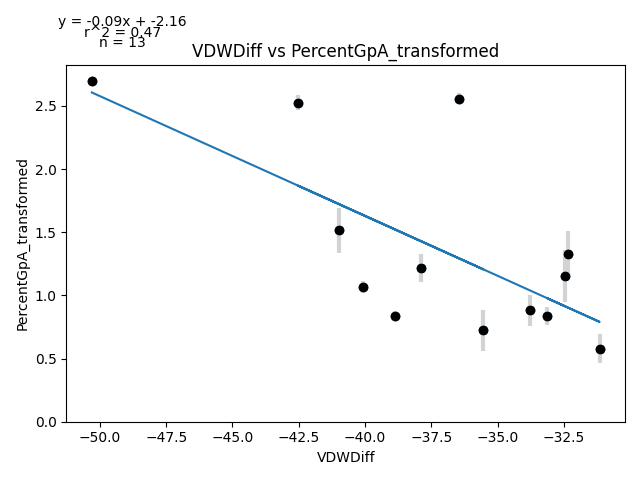 y = -0.09x + -2.16
r^2 = 0.47
n = 13
VDWDiff vs PercentGpA_transformed
PercentGpA_transformed
2.5
2.0
1.5
1.0
0.5
0.0
−50.0 −47.5 −45.0 −42.5 −40.0 −37.5 −35.0 −32.5
VDWDiff